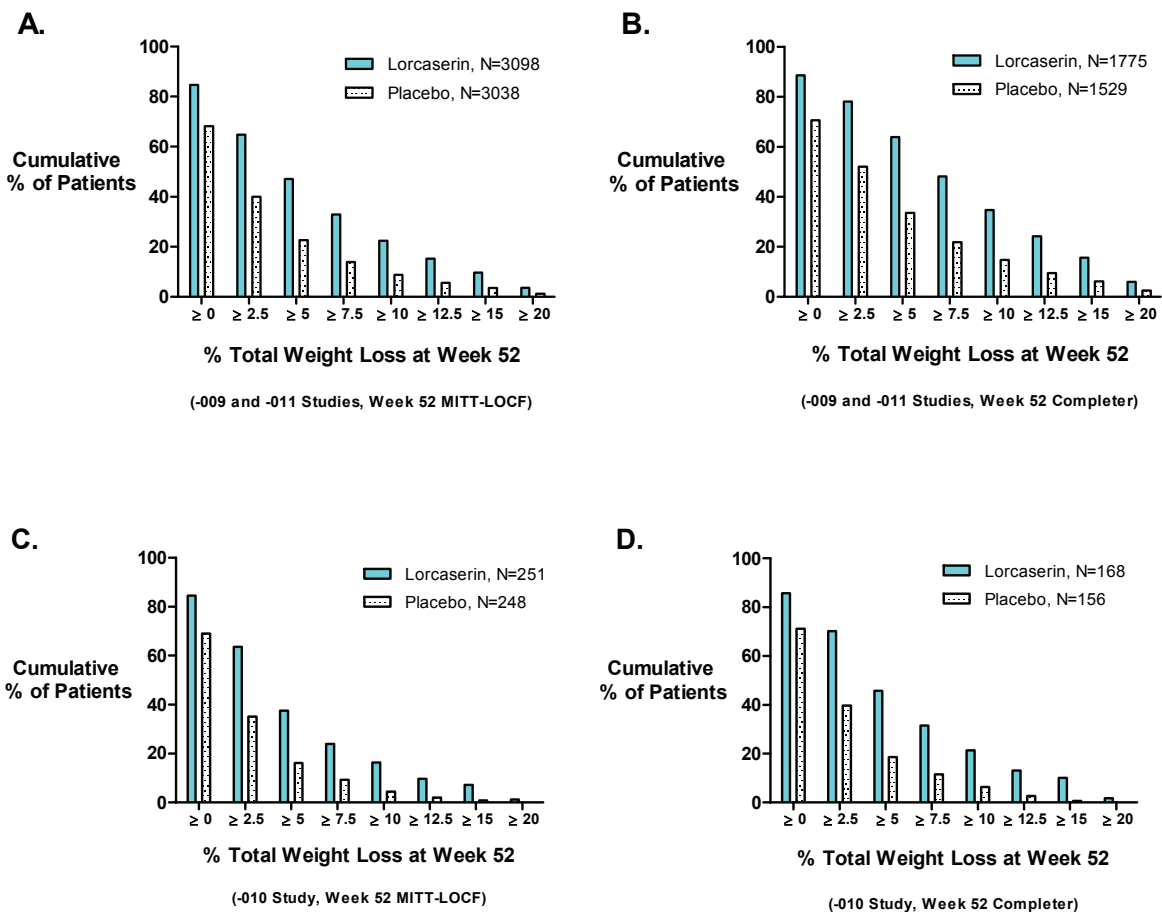 A.
100
80
60
40
20
0
Cumulative
% of Patients
Lorcaserin, N=3098
Placebo, N=3038
≥ 0 ≥ 2.5 ≥ 5 ≥ 7.5 ≥ 10 ≥ 12.5 ≥ 15 ≥ 20
% Total Weight Loss at Week 52
(-009 and -011 Studies, Week 52 MITT-LOCF)
B.
100
80
60
40
20
0
Cumulative
% of Patients
Lorcaserin, N=1775
Placebo, N=1529
≥ 0 ≥ 2.5 ≥ 5 ≥ 7.5 ≥ 10 ≥ 12.5 ≥ 15 ≥ 20
% Total Weight Loss at Week 52
(-009 and -011 Studies, Week 52 Completer)
C.
100
80
60
40
20
0
Cumulative
% of Patients
Lorcaserin, N=251
Placebo, N=248
≥ 0 ≥ 2.5 ≥ 5 ≥ 7.5 ≥ 10 ≥ 12.5 ≥ 15 ≥ 20
% Total Weight Loss at Week 52
(-010 Study, Week 52 MITT-LOCF)
D.
100
80
60
40
20
0
Cumulative
% of Patients
Lorcaserin, N=168
Placebo, N=156
≥ 0 ≥ 2.5 ≥ 5 ≥ 7.5 ≥ 10 ≥ 12.5 ≥ 15 ≥ 20
% Total Weight Loss at Week 52
(-010 Study, Week 52 Completer)